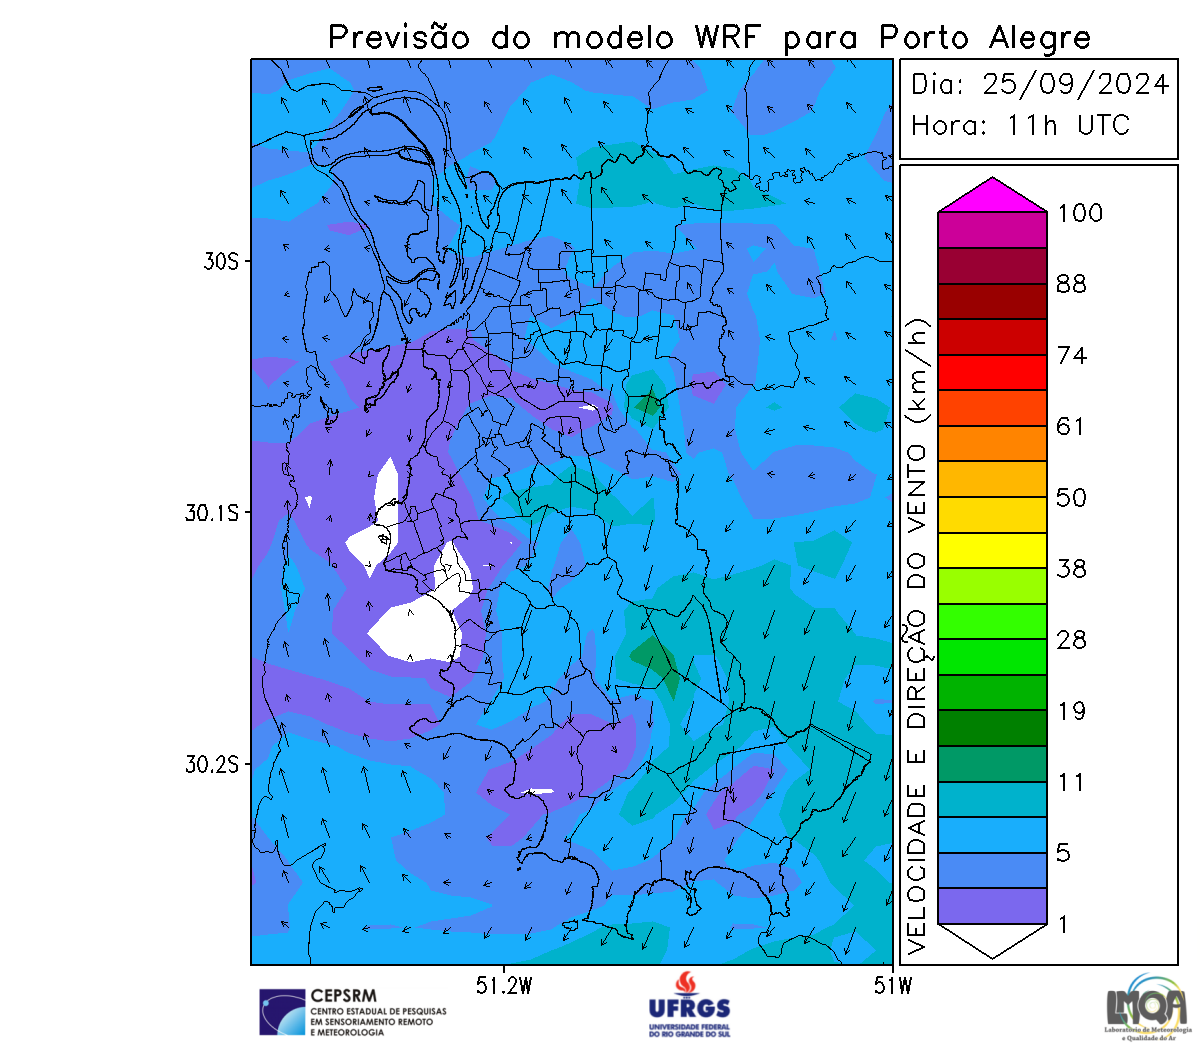 Previsão do modelo WRF para Porto Alegre
Dia: 25/09/2024
Hora: 11h UTC
30S
30.1S
30.2S
51.2W
51W
VELOCIDADE E DIREÇÃO DO VENTO (km/h)
100
88
74
61
50
38
28
19
11
5
1
CEPSRM
CENTRO ESTADUAL DE PESQUISAS
EM SENSORIAMENTO REMOTO
E METEOROLOGIA
UFRGS
UNIVERSIDADE FEDERAL
DO RIO GRANDE DO SUL
LMQA
Laboratório de Meteorologia
e Qualidade do Ar